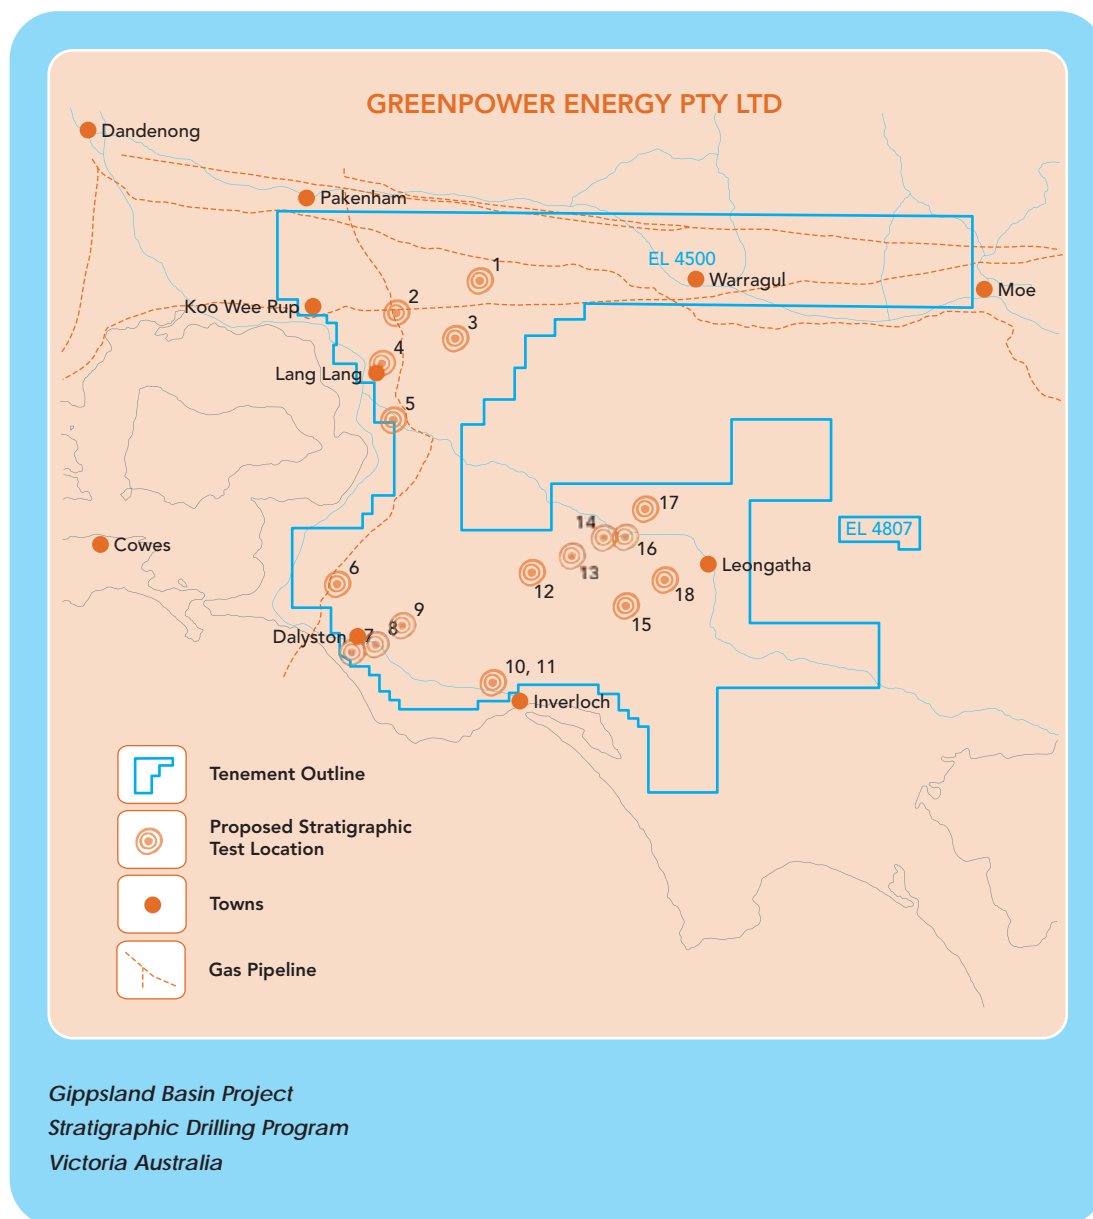 GREENPOWER ENERGY PTY LTD
Dandenong
Pakenham
EL 4500
Warragul
Moe
1
2
Koo Wee Rup
3
4
Lang Lang
5
17
14
16
EL 4807
Cowes
13
Leongatha
6
12
18
9
15
Dalyston
7
8
10, 11
Inverloch
Tenement Outline
Proposed Stratigraphic
Test Location
Towns
Gas Pipeline
Gippsland Basin Project
Stratigraphic Drilling Program
Victoria Australia